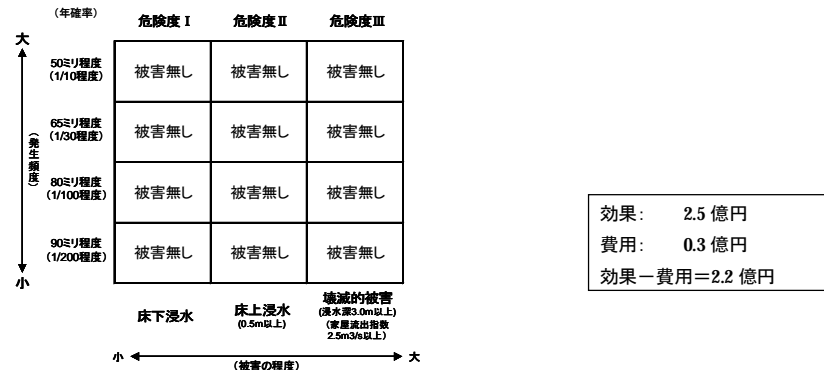 (年確率)
危険度Ⅰ 危険度Ⅱ 危険度Ⅲ
大
50ミリ程度
(1/10程度)
被害無し 被害無し 被害無し
65ミリ程度
(1/30程度)
被害無し 被害無し 被害無し
(発生頻度)
80ミリ程度
(1/100程度)
被害無し 被害無し 被害無し
90ミリ程度
(1/200程度)
被害無し 被害無し 被害無し
小
床下浸水
床上浸水
(0.5m以上)
壊滅的被害
(浸水深3.0m以上)
(家屋流出指数
2.5m3/s以上)
小 大
(被害の程度)
効果: 2.5 億円
費用: 0.3 億円
効果－費用＝2.2 億円